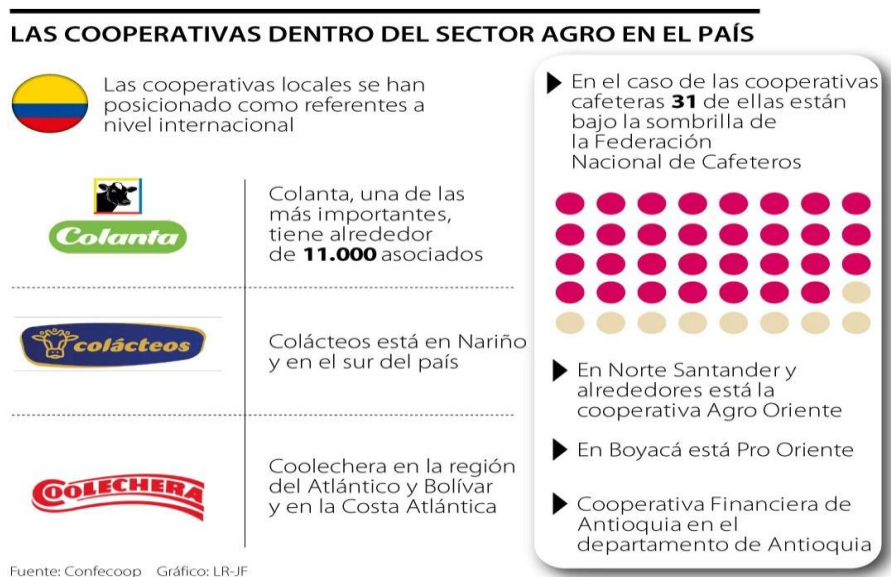 LAS COOPERATIVAS DENTRO DEL SECTOR AGRO EN EL PAÍS
Las cooperativas locales se han
posicionado como referentes a
nivel internacional
Colanta
Colanta, una de las
más importantes,
tiene alrededor
de 11.000 asociados
colácteos
Colácteos está en Nariño
y en el sur del país
COOLECHERA
Coolechera en la región
del Atlántico y Bolívar
y en la Costa Atlántica
En el caso de las cooperativas
cafeteras 31 de ellas están
bajo la sombrilla de
la Federación
Nacional de Cafeteros
En Norte Santander y
alrededores está la
cooperativa Agro Oriente
En Boyacá está Pro Oriente
Cooperativa Financiera de
Antioquia en el
departamento de Antioquia
Fuente: Confecoop Gráfico: LR-JF